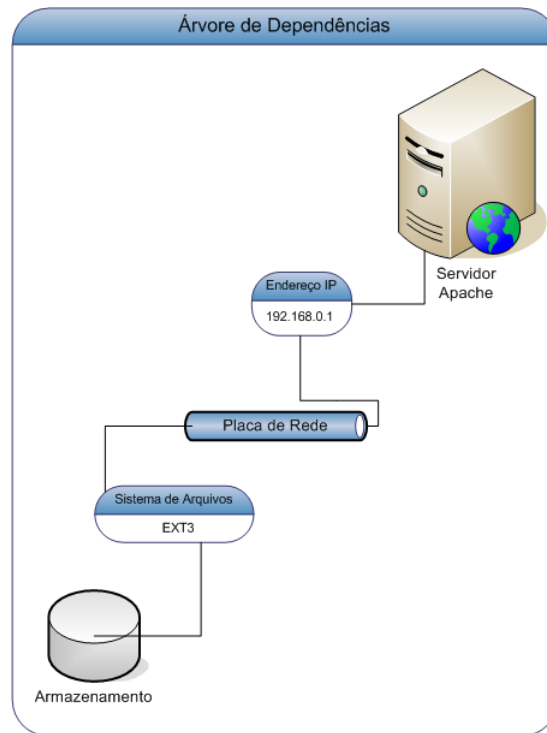 Árvore de Dependências
Servidor
Apache
Endereço IP
192.168.0.1
Placa de Rede
Sistema de Arquivos
EXT3
Armazenamento